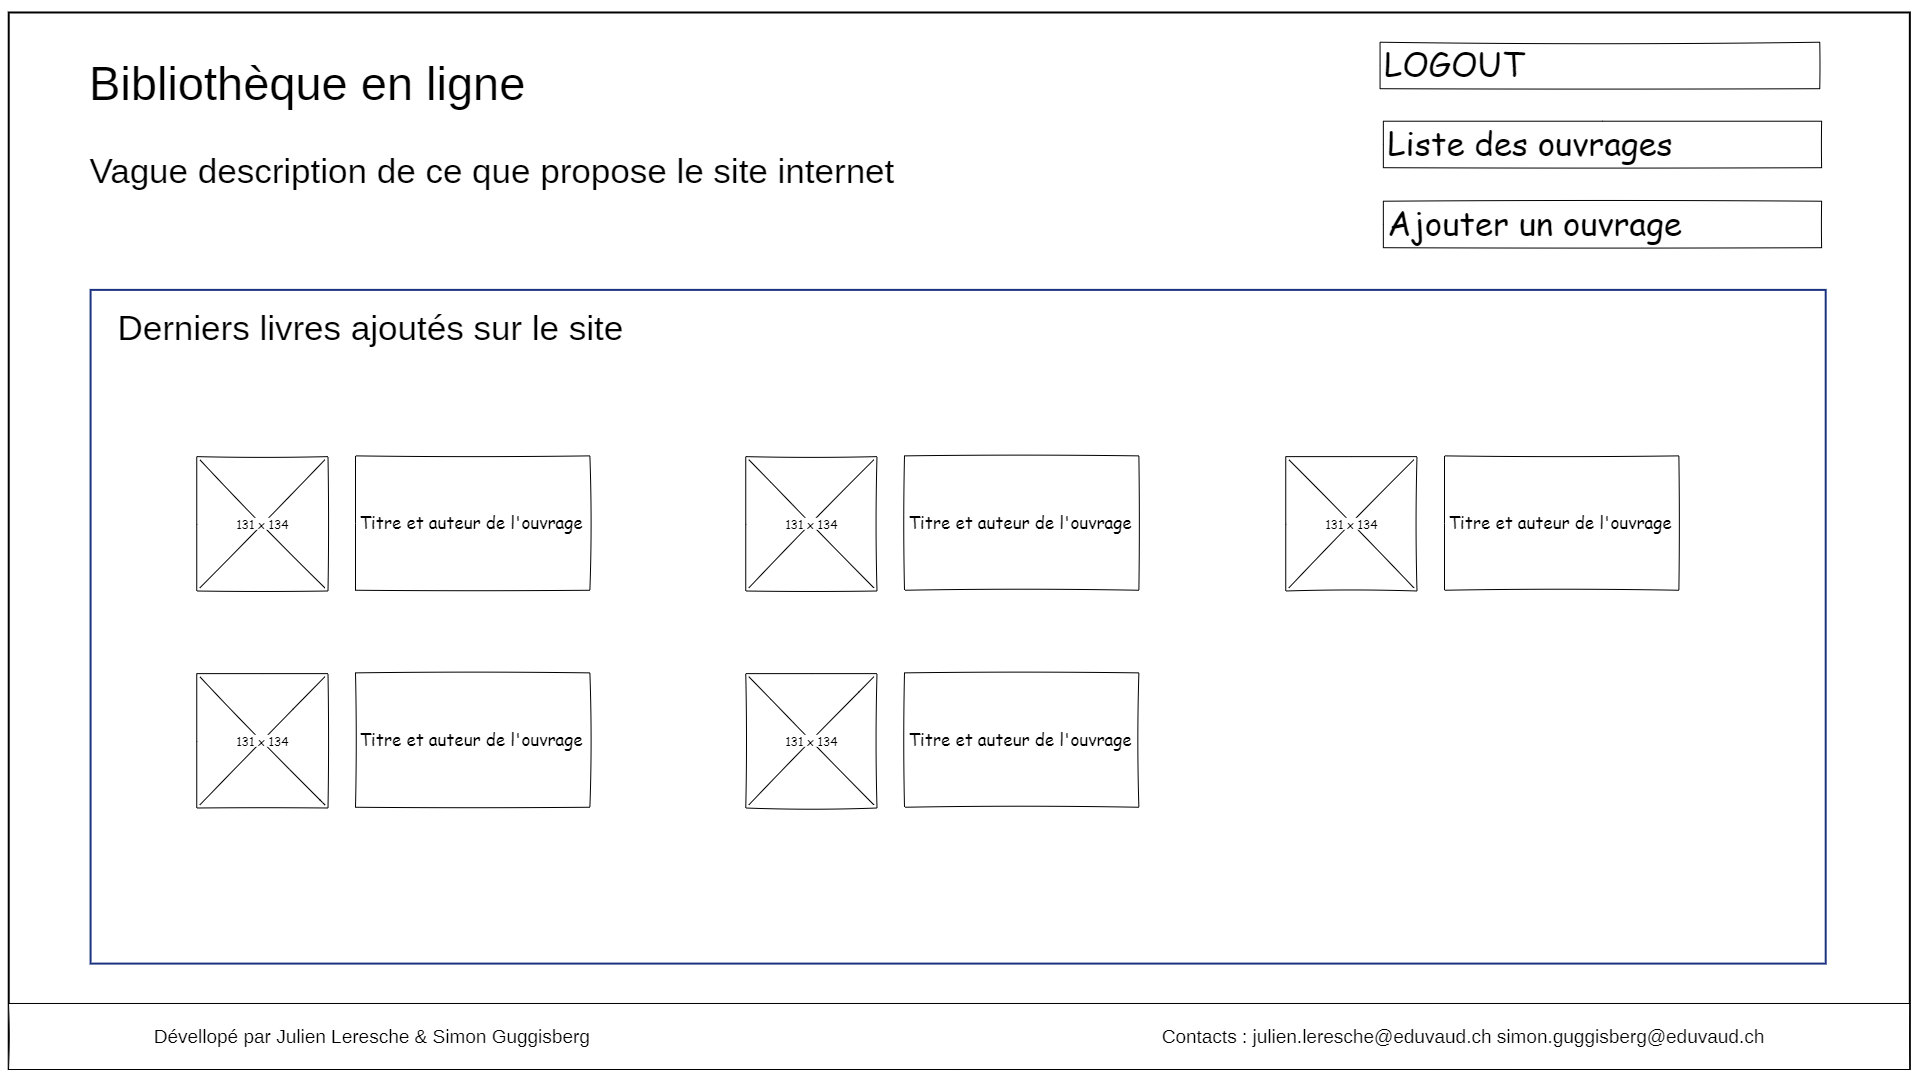 Bibliothèque en ligne
Vague description de ce que propose le site internet
LOGOUT
Liste des ouvrages
Ajouter un ouvrage
Derniers livres ajoutés sur le site
131 x 134
Titre et auteur de l'ouvrage
131 x 134
Titre et auteur de l'ouvrage
131 x 134
Titre et auteur de l'ouvrage
131 x 134
Titre et auteur de l'ouvrage
131 x 134
Titre et auteur de l'ouvrage
Dévellopé par Julien Leresche & Simon Guggisberg
Contacts : julien.leresche@eduvaud.ch simon.guggisberg@eduvaud.ch